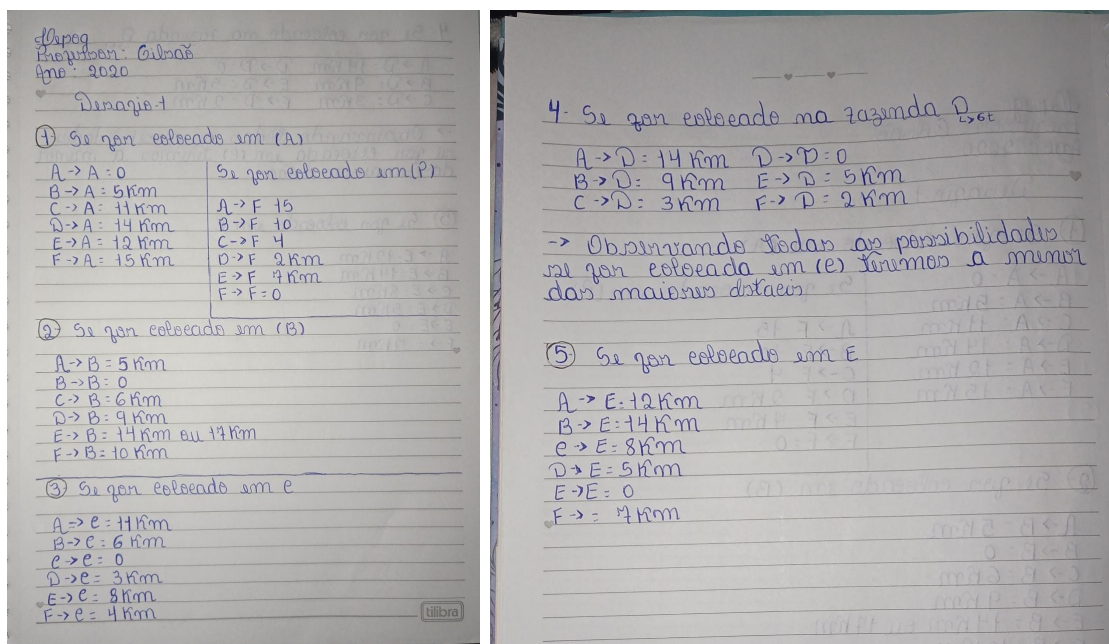 Professor: Gilsão
Ano: 2020
Desafio 1
1 Se for colocado em (A)
A -> A = 0
B -> A = 5 Km
C -> A = 11 Km
D -> A = 14 Km
E -> A = 12 Km
F -> A = 15 Km
Se for colocado em (P)
A -> F 15
B -> F 10
C -> F 4
D -> F 2 Km
E -> F 7 Km
F -> F = 0
2 Se for colocado em (B)
A -> B = 5 Km
B -> B: 0
C -> B: 6 Km
D -> B: 9 Km
E -> B: 14 Km ou 17 Km
F -> B: 10 Km
3 Se for colocado em C
A -> C = 11 Km
B -> C = 6 Km
C -> C = 0
D -> C = 3 Km
E -> C = 8 Km
F -> C = 4 Km
tilibra
4. Se for colocado na fazenda D
A -> D = 14 Km D -> D = 0
B -> D = 9 Km E -> D = 5 Km
C -> D = 3 Km F -> D = 2 Km
-> Observando todas as possibilidades
se for colocada em (C) teremos a menor
das maiores
5 Se for colocado em E
A -> E = 12 Km
B -> E = 14 Km
C -> E = 8 Km
D -> E = 5 Km
E -> E = 0
F -> = 7 Km